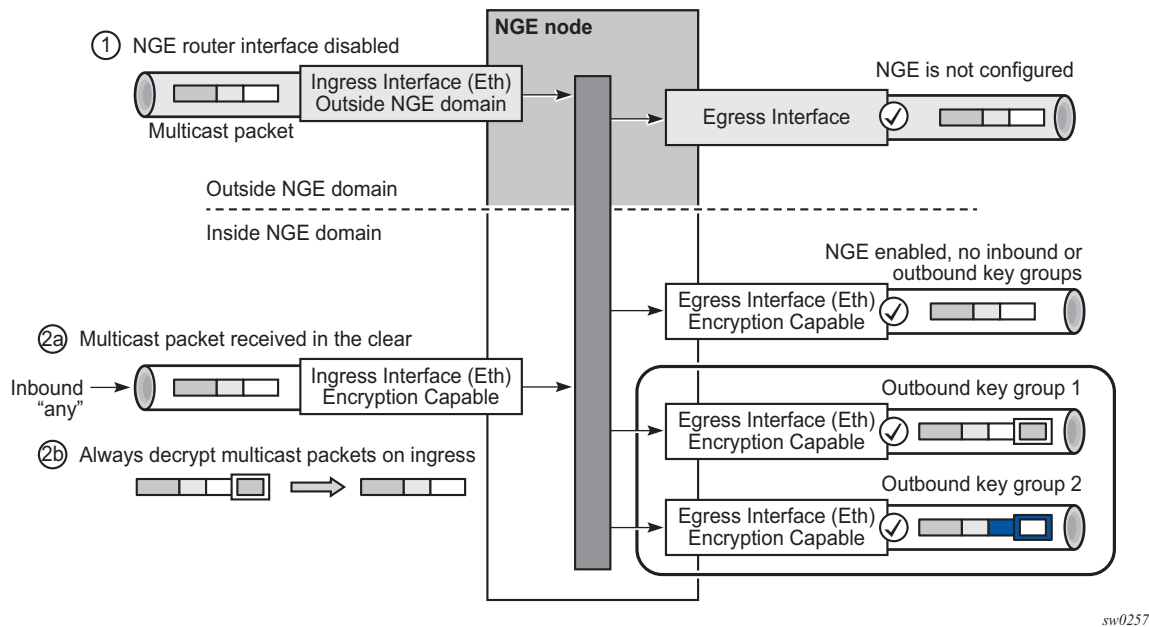 NGE node
1 NGE router interface disabled
Ingress Interface (Eth)
Outside NGE domain
Multicast packet
NGE is not configured
Egress Interface
Outside NGE domain
Inside NGE domain
NGE enabled, no inbound or
outbound key groups
Egress Interface (Eth)
Encryption Capable
2a Multicast packet received in the clear
Inbound
“any”
Ingress Interface (Eth)
Encryption Capable
2b Always decrypt multicast packets on ingress
Outbound key group 1
Egress Interface (Eth)
Encryption Capable
Outbound key group 2
Egress Interface (Eth)
Encryption Capable
sw0257